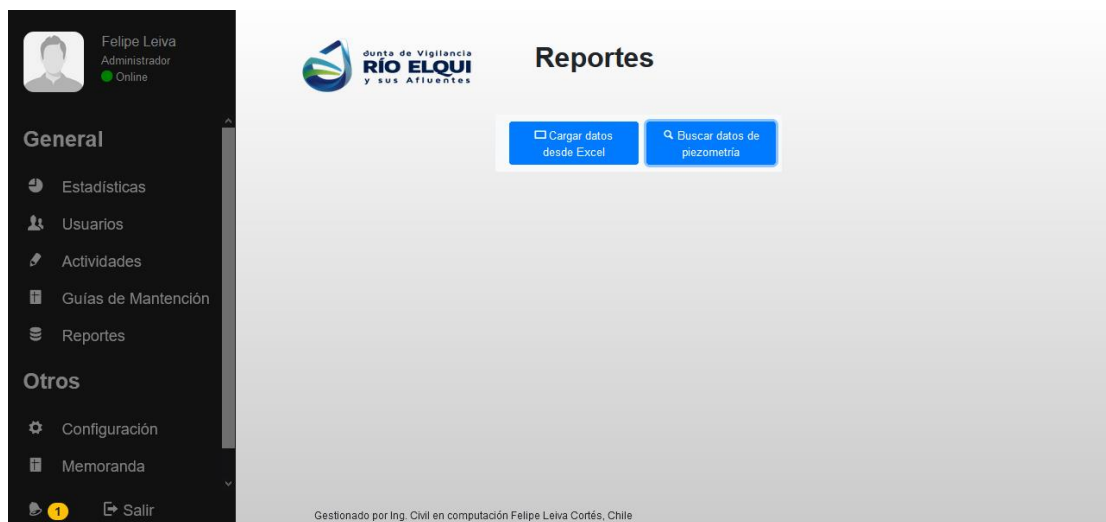 Felipe Leiva
Administrador
Online
General
Estadísticas
Usuarios
Actividades
Guías de Mantención
Reportes
Otros
Configuración
Memoranda
1
Salir
Junta de Vigilancia
RÍO ELQUI
y sus Afluentes
Reportes
Cargar datos
desde Excel
Buscar datos de
piezometría
Gestionado por Ing. Civil en computación Felipe Leiva Cortés, Chile